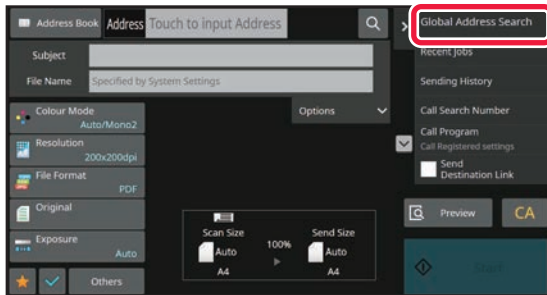 Address Book Address Touch to input Address
Subject
File Name Specified by System Settings
Colour Mode
Auto/Mono2
Resolution
200x200dpi
File Format
PDF
Original
Exposure
Auto
Others
Options
Scan Size
Auto
A4
100%
Send Size
Auto
A4
Global Address Search
Recent Jobs
Sending History
Call Search Number
Call Program
Call Registered settings
Send
Destination Link
Preview
CA
Start